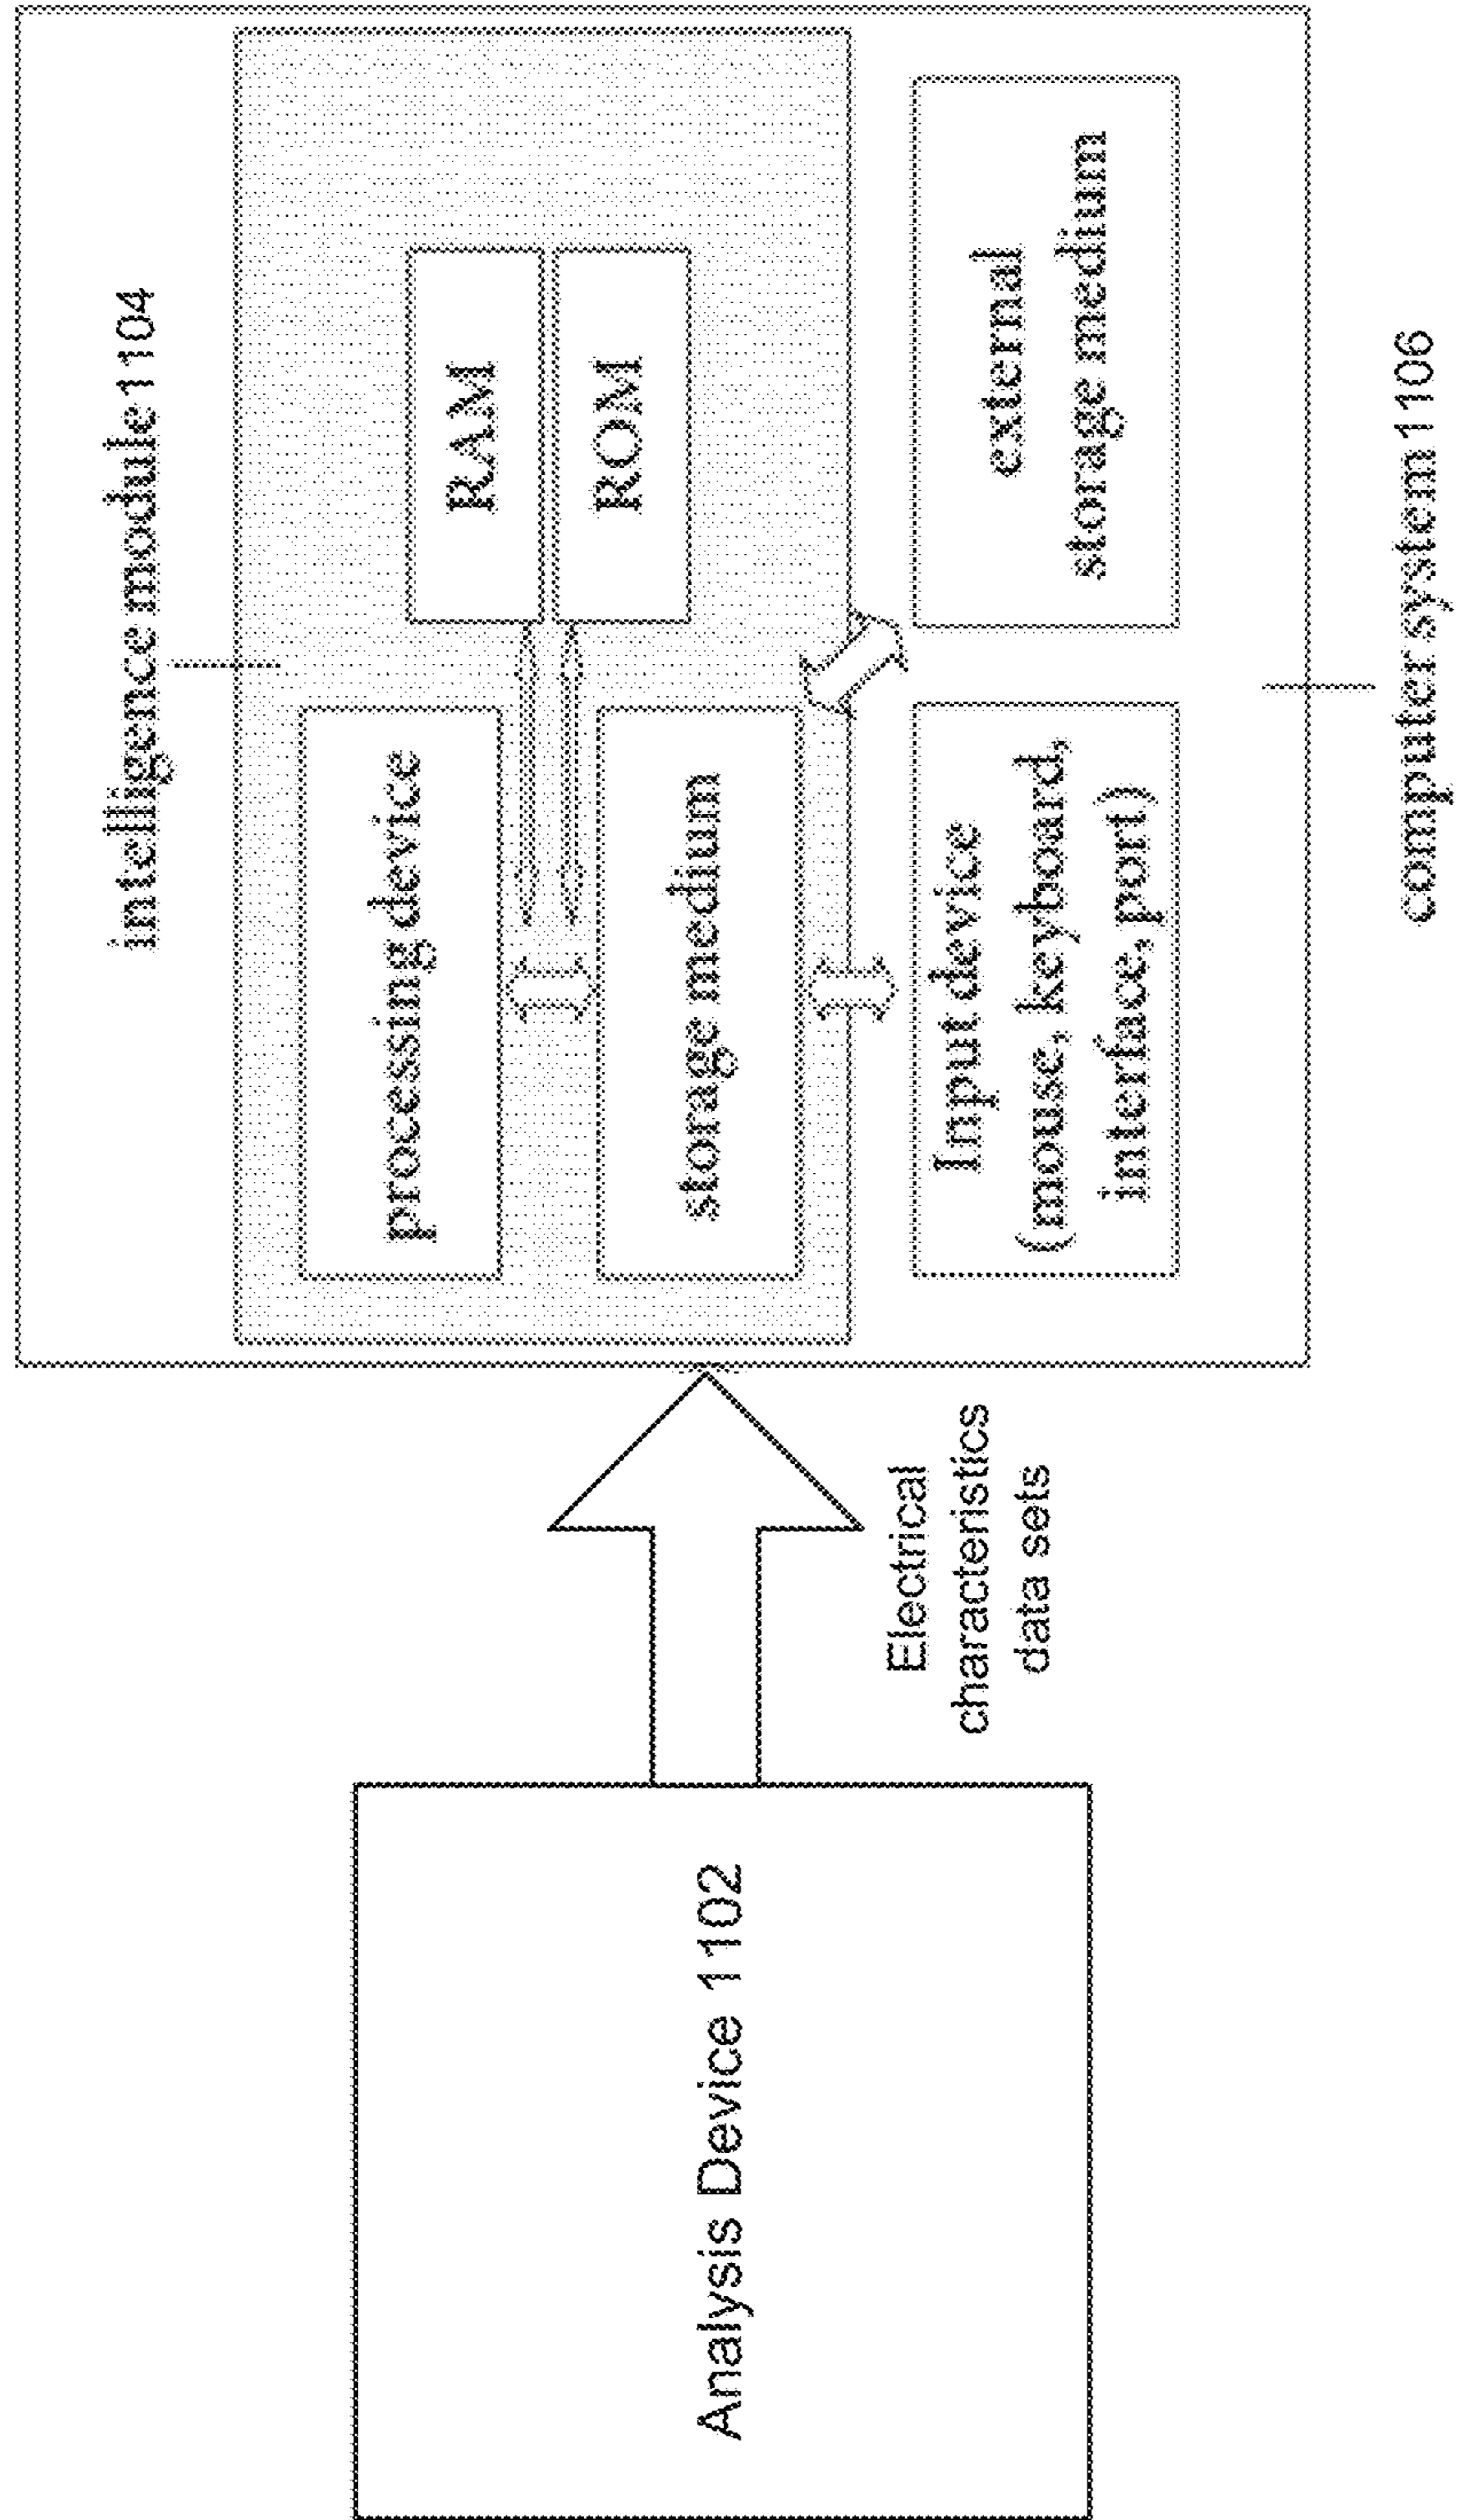 Analysis Device 1102
Electrical
characteristics
data sets
intelligence module 1104
processing device
RAM
ROM
storage medium
Input device
(mouse, keyboard,
interface, port)
external
storage medium
computer system 1106